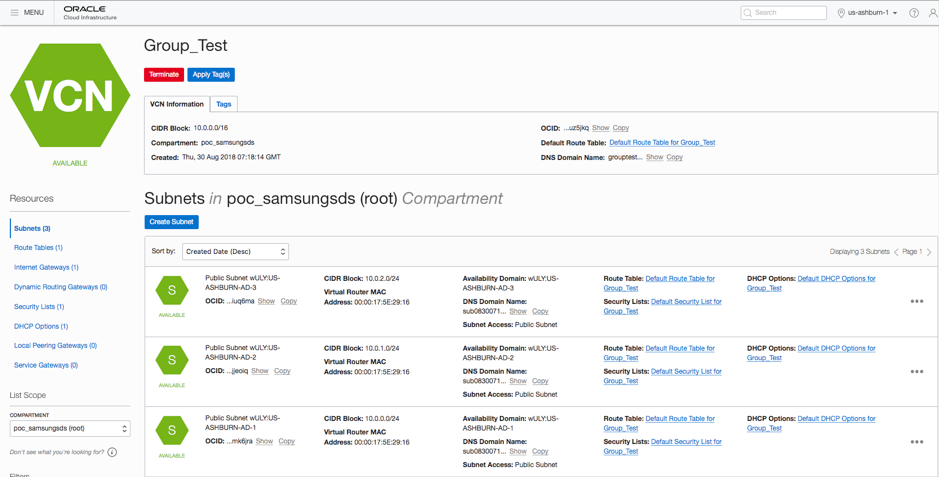 MENU
ORACLE
Cloud Infrastructure
Search
us-ashburn-1
Group_Test
Terminate
Apply Tag(s)
VCN
AVAILABLE
VCN Information
Tags
CIDR Block: 10.0.0.0/16
Compartment: poc_samsungsds
Created: Thu, 30 Aug 2018 07:18:14 GMT
OCID: ...uz5jkq Show Copy
Default Route Table: Default Route Table for Group_Test
DNS Domain Name: grouptest... Show Copy
Resources
Subnets (3)
Route Tables (1)
Internet Gateways (1)
Dynamic Routing Gateways (0)
Security Lists (1)
DHCP Options (1)
Local Peering Gateways (0)
Service Gateways (0)
List Scope
COMPARTMENT
poc_samsungsds (root)
Don't see what you're looking for?
Filters
Subnets in poc_samsungsds (root) Compartment
Create Subnet
Sort by: Created Date (Desc)
Displaying 3 Subnets
Page 1
S
AVAILABLE
Public Subnet wULY:US-
ASHBURN-AD-3
OCID: ...iuq6ma Show Copy
CIDR Block: 10.0.2.0/24
Virtual Router MAC
Address: 00:00:17:5E:29:16
Availability Domain: wULY:US-
ASHBURN-AD-3
DNS Domain Name:
sub0830071... Show Copy
Subnet Access: Public Subnet
Route Table: Default Route Table for
Group_Test
Security Lists: Default Security List for
Group_Test
DHCP Options: Default DHCP Options for
Group_Test
S
AVAILABLE
Public Subnet wULY:US-
ASHBURN-AD-2
OCID: ...jjeoiq Show Copy
CIDR Block: 10.0.1.0/24
Virtual Router MAC
Address: 00:00:17:5E:29:16
Availability Domain: wULY:US-
ASHBURN-AD-2
DNS Domain Name:
sub0830071... Show Copy
Subnet Access: Public Subnet
Route Table: Default Route Table for
Group_Test
Security Lists: Default Security List for
Group_Test
DHCP Options: Default DHCP Options for
Group_Test
S
AVAILABLE
Public Subnet wULY:US-
ASHBURN-AD-1
OCID: ...mk6jra Show Copy
CIDR Block: 10.0.0.0/24
Virtual Router MAC
Address: 00:00:17:5E:29:16
Availability Domain: wULY:US-
ASHBURN-AD-1
DNS Domain Name:
sub0830071... Show Copy
Subnet Access: Public Subnet
Route Table: Default Route Table for
Group_Test
Security Lists: Default Security List for
Group_Test
DHCP Options: Default DHCP Options for
Group_Test